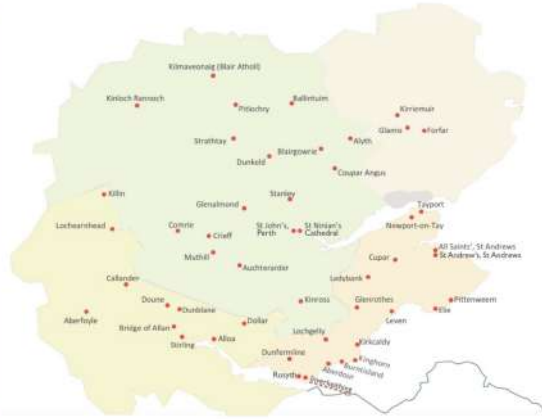 Kilmaveonaig (Blair Atholl)
Kinloch Rannoch
Pitlochry
Ballintuim
Kirriemuir
Glamis
Forfar
Strathtay
Blairgowrie
Alyth
Dunkeld
Coupar Angus
Killin
Glenalmond
Stanley
Tayport
Newport-on-Tay
Lochearnhead
Comrie
Crieff
St John's,
Perth
St Ninian's
Cathedral
All Saints', St Andrews
St Andrew's, St Andrews
Muthill
Auchterarder
Cupar
Ladybank
Callander
Doune
Dunblane
Kinross
Glenrothes
Pittenweem
Elie
Leven
Aberfoyle
Bridge of Allan
Stirling
Alloa
Dollar
Lochgelly
Kirkcaldy
Dunfermline
Kinghorn
Burntisland
Aberdour
Rosyth
Inverkeithing